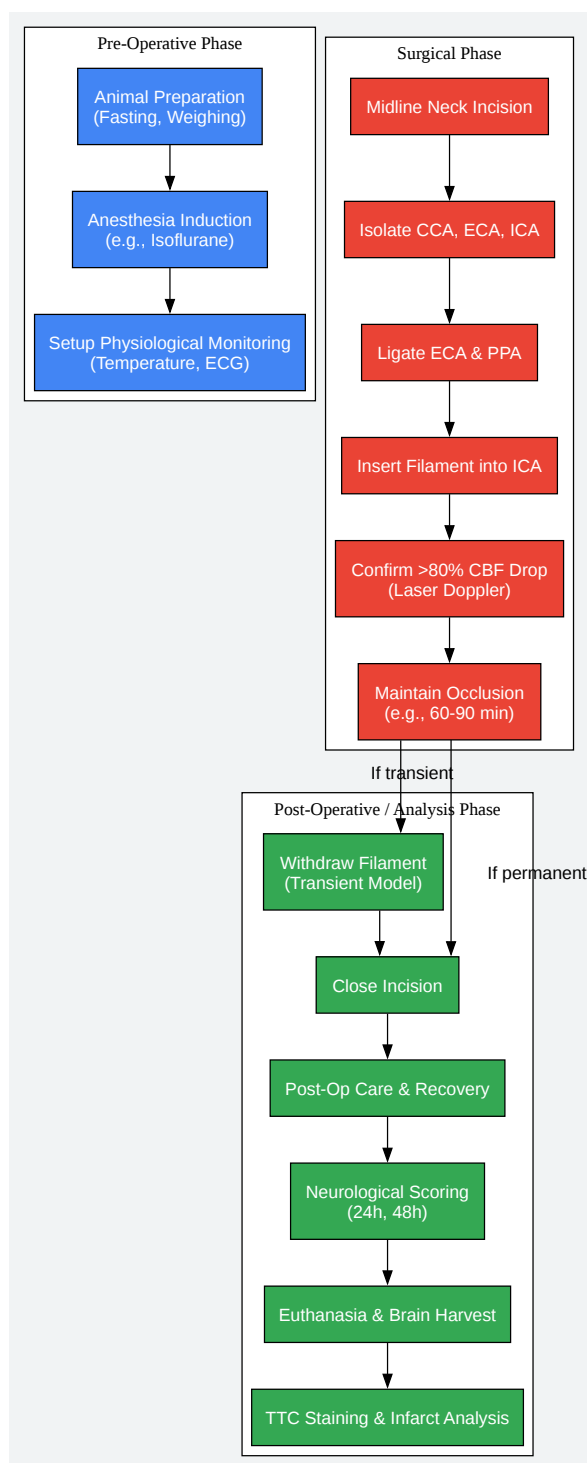 Pre-Operative Phase
Animal Preparation
(Fasting, Weighing)
Anesthesia Induction
(e.g., Isoflurane)
Setup Physiological Monitoring
(Temperature, ECG)
Surgical Phase
Midline Neck Incision
Isolate CCA, ECA, ICA
Ligate ECA & PPA
Insert Filament into ICA
Confirm >80% CBF Drop
(Laser Doppler)
Maintain Occlusion
(e.g., 60-90 min)
If transient
Post-Operative / Analysis Phase
Withdraw Filament
(Transient Model)
If permanent
Close Incision
Post-Op Care & Recovery
Neurological Scoring
(24h, 48h)
Euthanasia & Brain Harvest
TTC Staining & Infarct Analysis